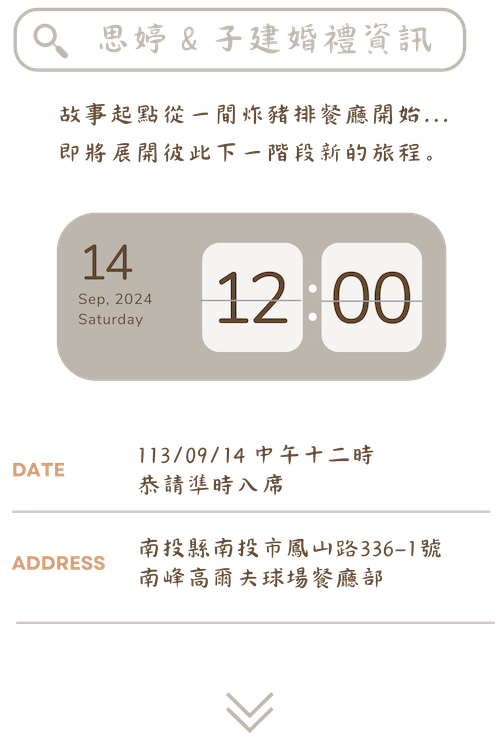 思婷 & 子建婚禮資訊
故事起點從一間炸豬排餐廳開始...
即將展開彼此下一階段新的旅程。
14
Sep, 2024
Saturday
12:00
DATE
113/09/14 中午十二時
恭請準時入席
ADDRESS
南投縣南投市鳳山路336-1號
南峰高爾夫球場餐廳部